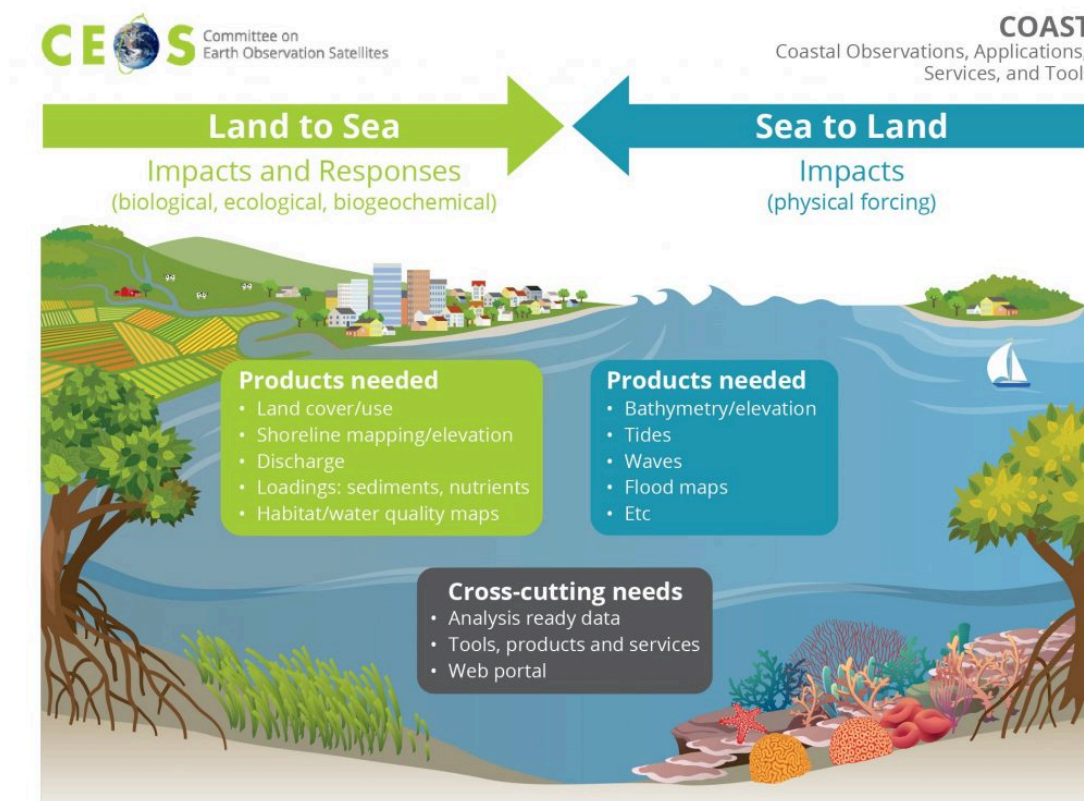 CEOS
Committee on
Earth Observation Satellites
COAST
Coastal Observations, Applications,
Services, and Tool
Land to Sea
Sea to Land
Impacts and Responses
(biological, ecological, biogeochemical)
Impacts
(physical forcing)
Products needed
• Land cover/use
• Shoreline mapping/elevation
• Discharge
• Loadings: sediments, nutrients
• Habitat/water quality maps
Products needed
• Bathymetry/elevation
• Tides
• Waves
• Flood maps
• Etc
Cross-cutting needs
• Analysis ready data
• Tools, products and services
• Web portal